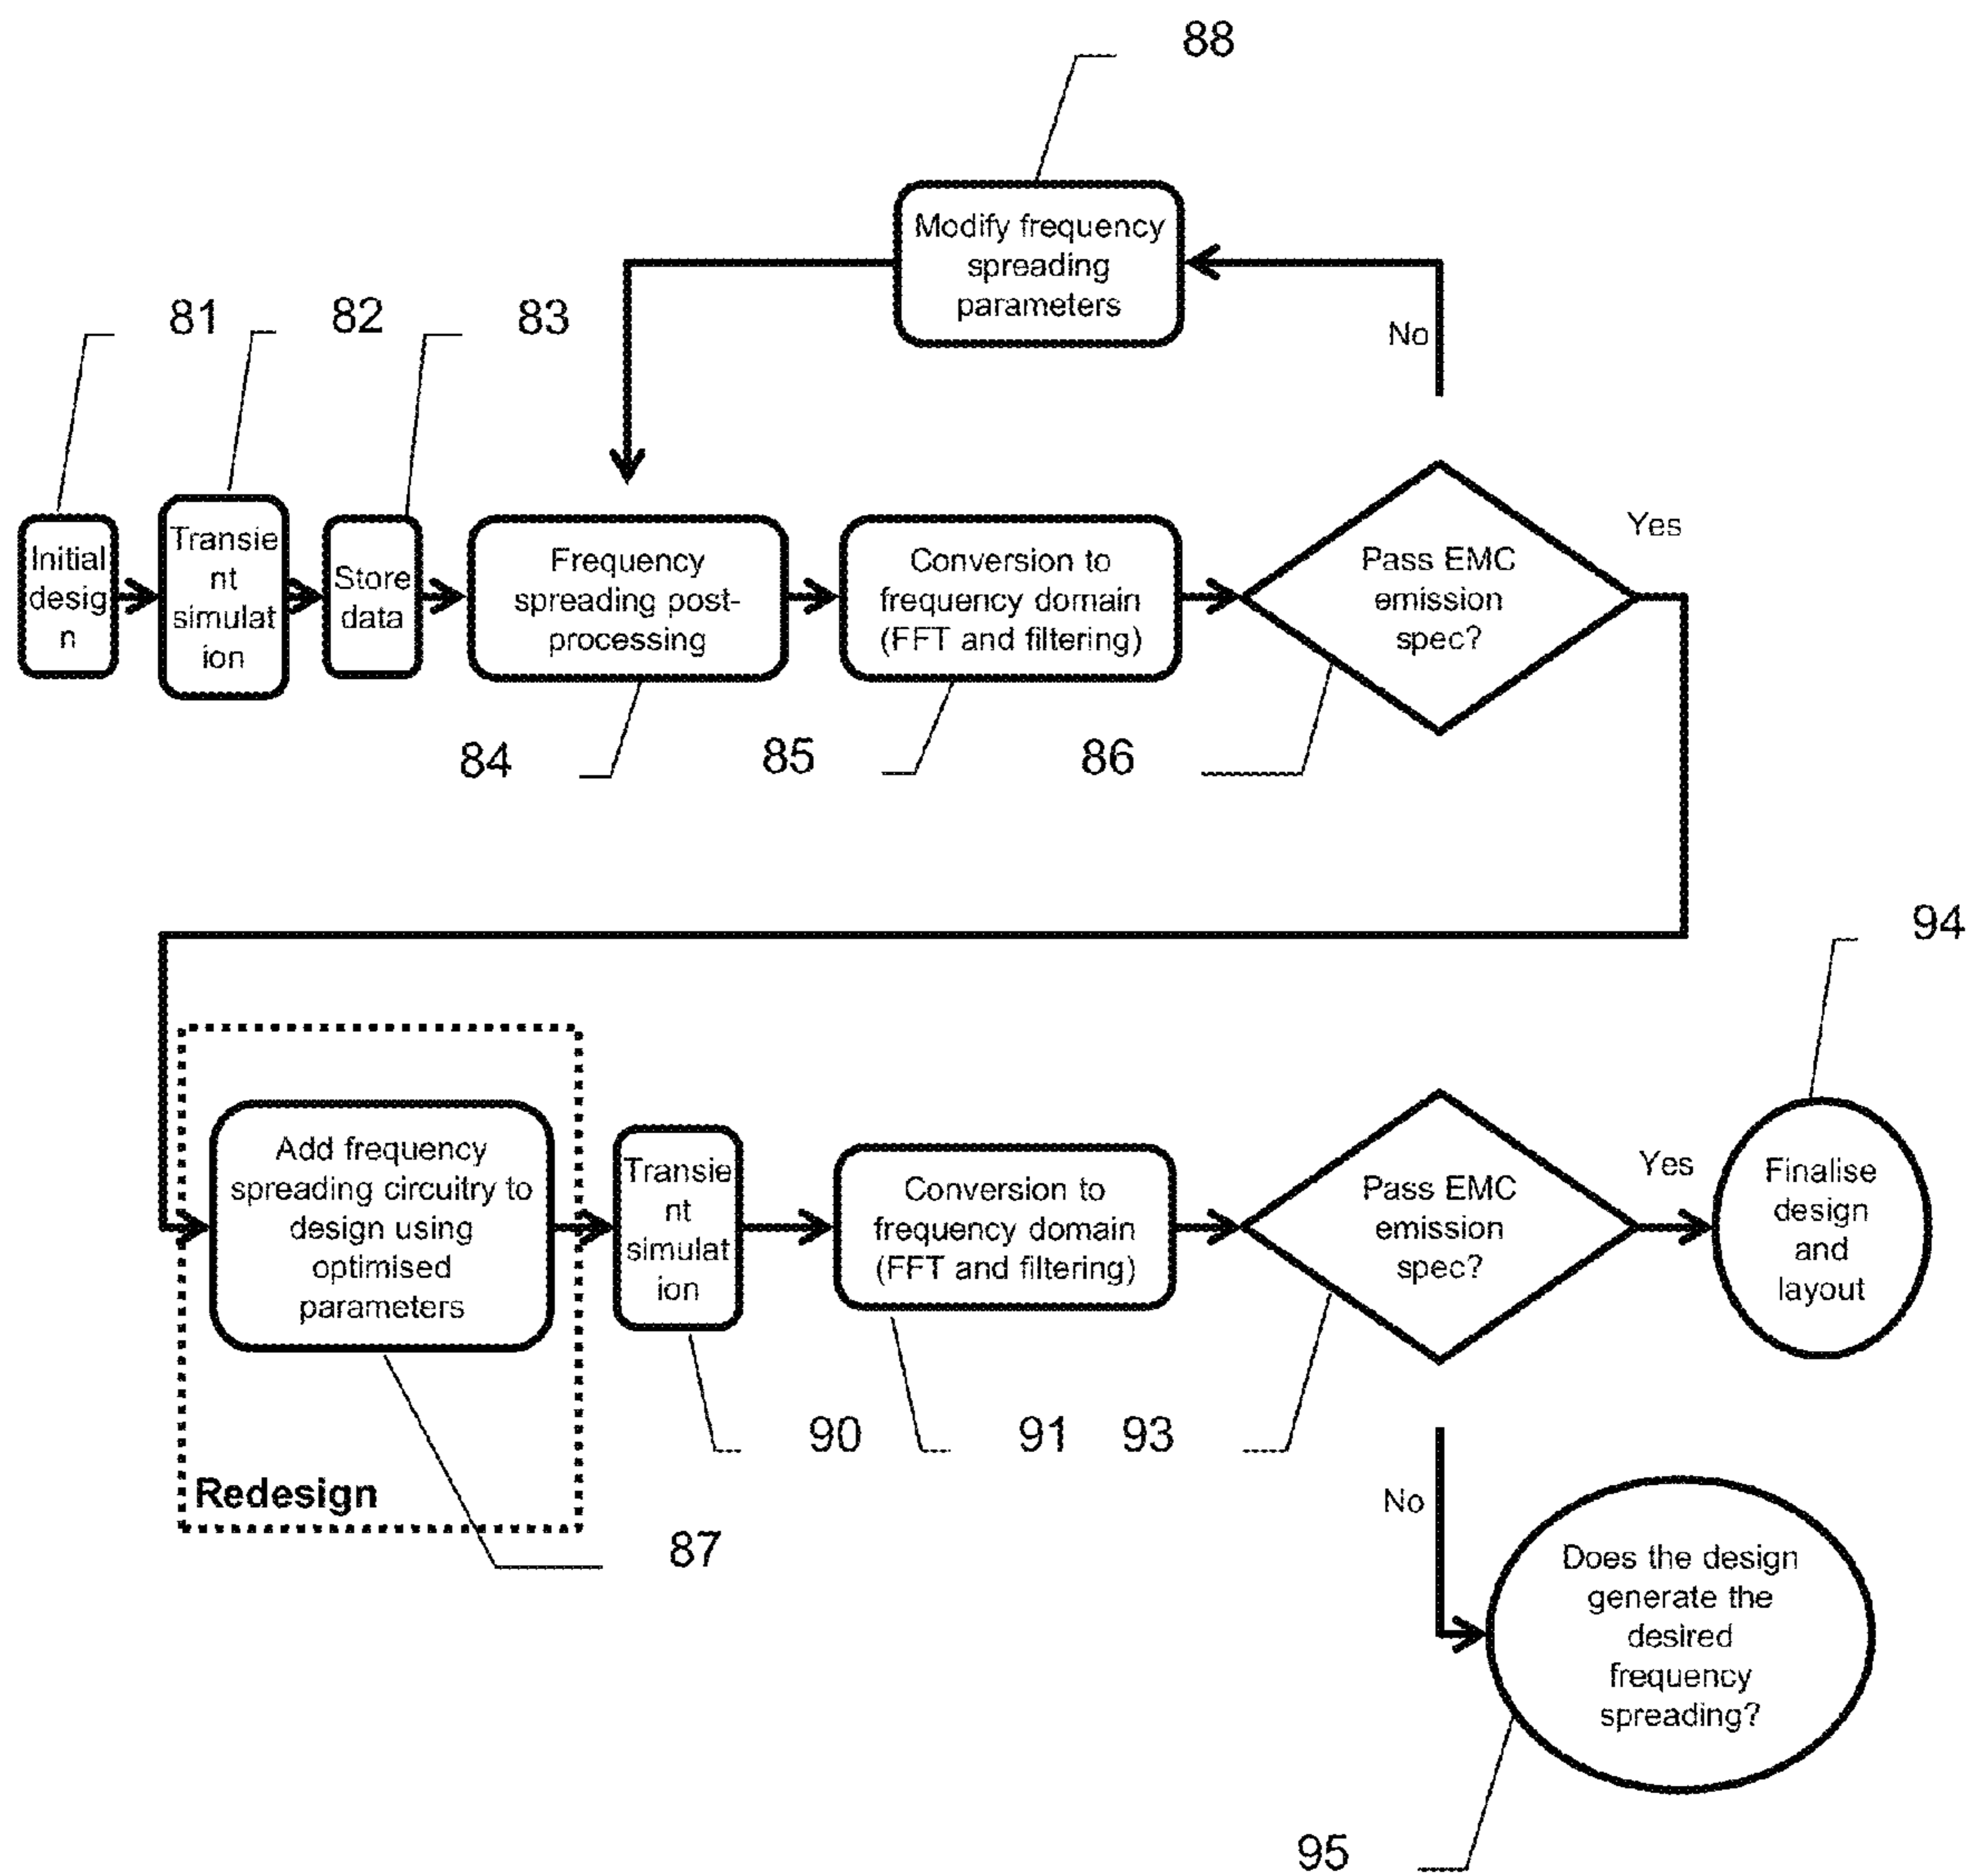 88
Modify frequency
spreading
parameters
No
81
82
83
Initial
desig
n
Transie
nt
simulat
ion
Store
data
Frequency
spreading post-
processing
Conversion to
frequency domain
(FFT and filtering)
Pass EMC
emission
spec?
Yes
84
85
86
94
Add frequency
spreading circuitry to
design using
optimised
parameters
Redesign
87
Transie
nt
simulat
ion
90
Conversion to
frequency domain
(FFT and filtering)
91
93
Pass EMC
emission
spec?
Yes
Finalise
design
and
layout
No
Does the design
generate the
desired
frequency
spreading?
95